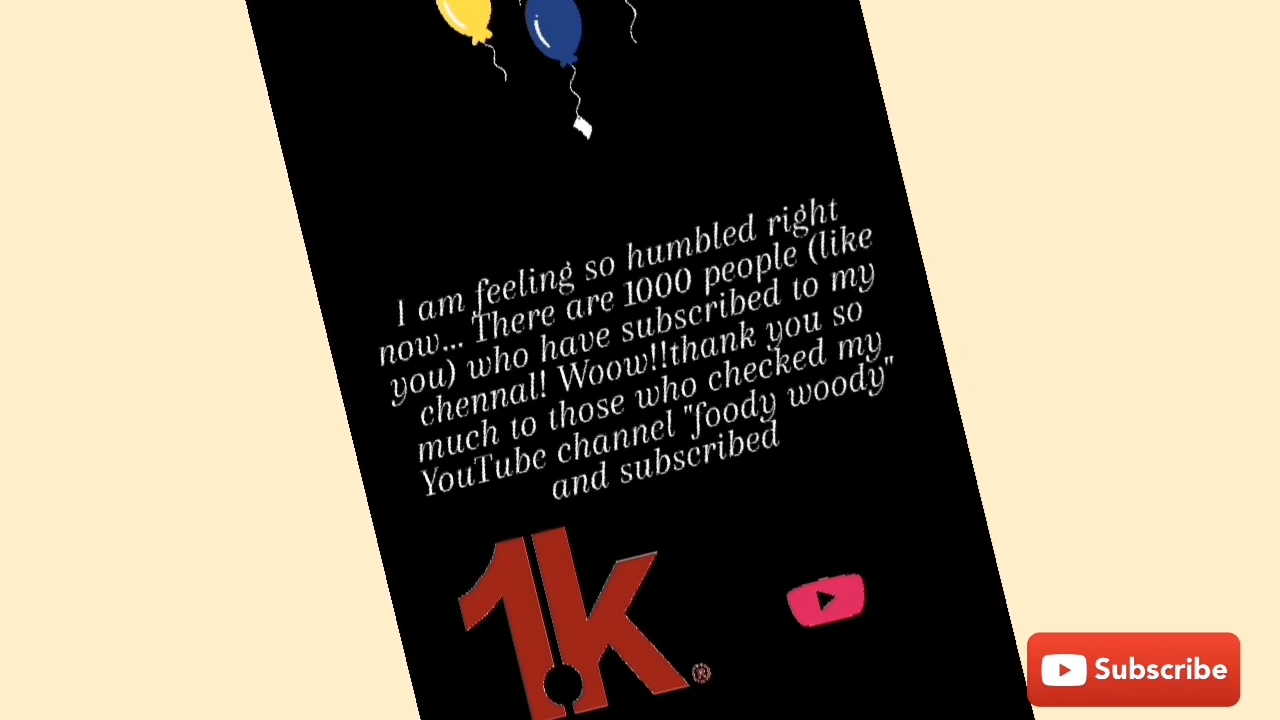 I am feeling so humbled right
now... There are 1000 people (like
you) who have subscribed to my
chennal! Woow!!thank you so
much to those who checked my
YouTube channel "foody woody"
and subscribed
1k
®
Subscribe